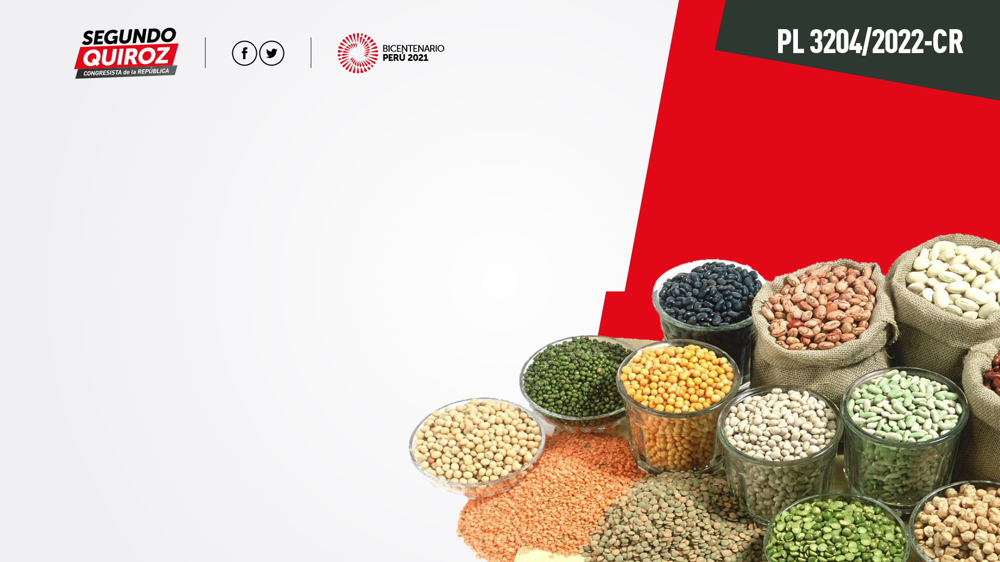 SEGUNDO
QUIROZ
CONGRESISTA de la REPÚBLICA
BICENTENARIO
PERÚ 2021
PL 3204/2022-CR